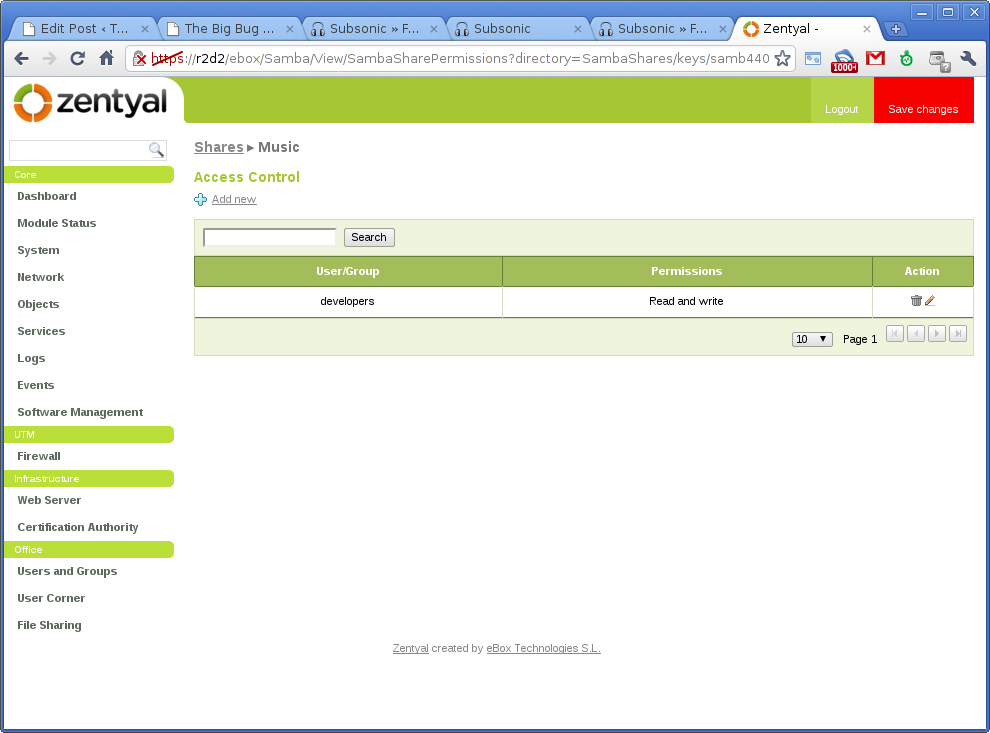 Edit Post ‹ T...
The Big Bug ...
Subsonic » F...
Subsonic
Subsonic » F...
Zentyal -
https://r2d2/ebox/Samba/View/SambaSharePermissions?directory=SambaShares/keys/samb440
1000+
zentyal
Logout
Save changes
Shares ▸ Music
Access Control
Add new
Search
User/Group Permissions Action
developers Read and write
10 Page 1
Core
Dashboard
Module Status
System
Network
Objects
Services
Logs
Events
Software Management
UTM
Firewall
Infrastructure
Web Server
Certification Authority
Office
Users and Groups
User Corner
File Sharing
Zentyal created by eBox Technologies S.L.